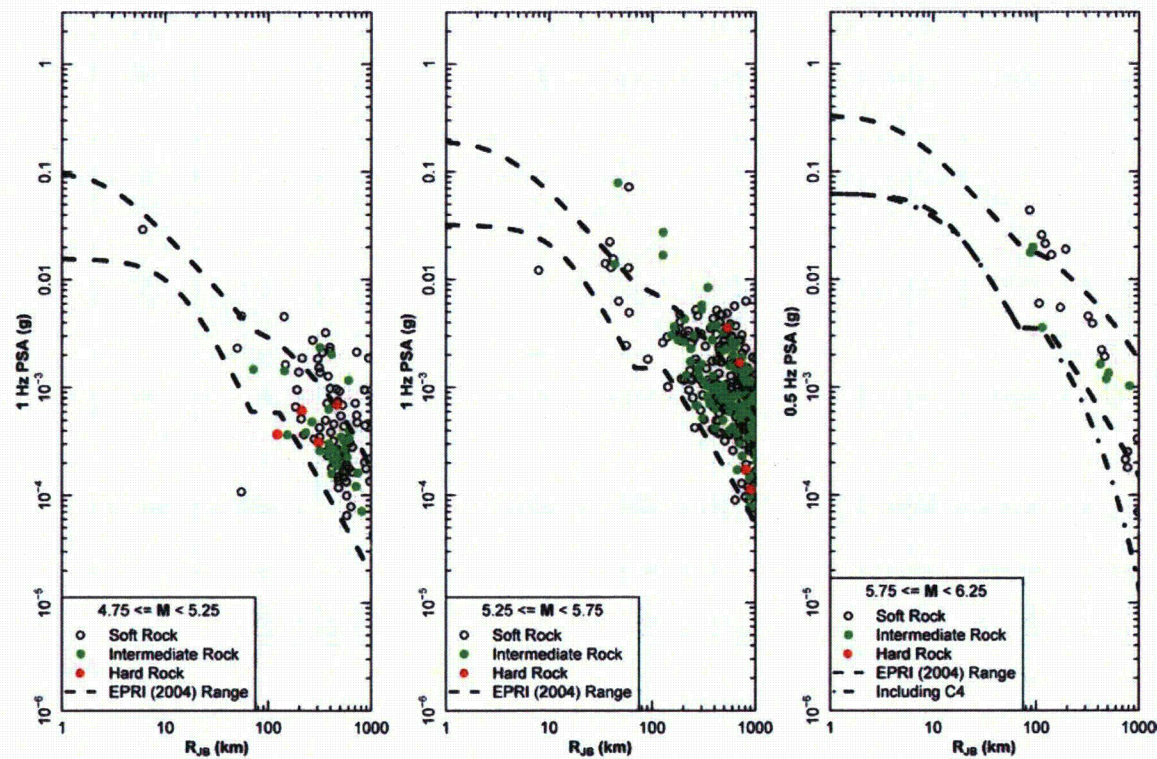 1
0.1
0.01
10⁻³
10⁻⁴
10⁻⁵
10⁻⁶
1 Hz PSA (g)
4.75 <= M < 5.25
Soft Rock
Intermediate Rock
Hard Rock
EPRI (2004) Range
1 10 100 1000
R_JB (km)
1
0.1
0.01
10⁻³
10⁻⁴
10⁻⁵
10⁻⁶
1 Hz PSA (g)
5.25 <= M < 5.75
Soft Rock
Intermediate Rock
Hard Rock
EPRI (2004) Range
1 10 100 1000
R_JB (km)
1
0.1
0.01
10⁻³
10⁻⁴
10⁻⁵
10⁻⁶
0.5 Hz PSA (g)
5.75 <= M < 6.25
Soft Rock
Intermediate Rock
Hard Rock
EPRI (2004) Range
Including C4
1 10 100 1000
R_JB (km)